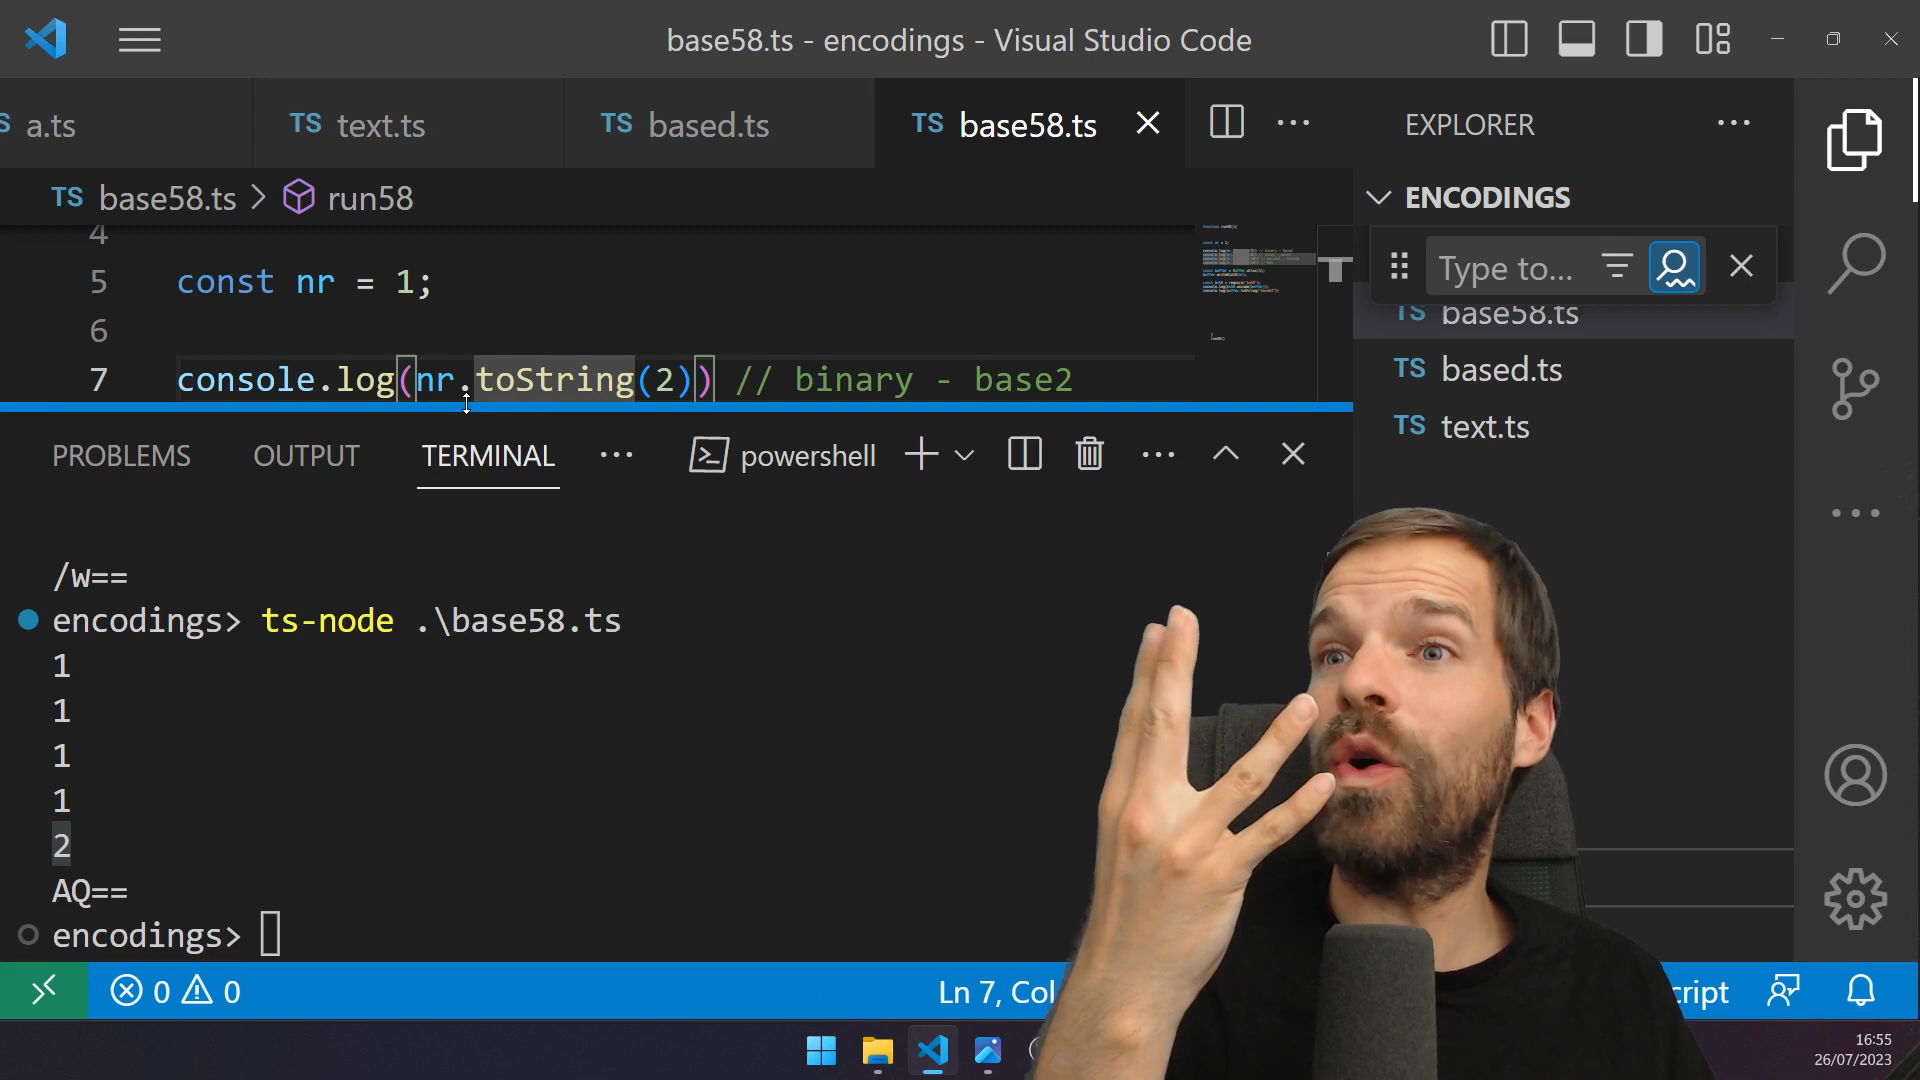 base58.ts - encodings - Visual Studio Code
a.ts
TS text.ts
TS based.ts
TS base58.ts
EXPLORER
TS base58.ts > run58
ENCODINGS
4
5 const nr = 1;
6
7 console.log(nr.toString(2)) // binary - base2
Type to...
TS base58.ts
TS based.ts
TS text.ts
PROBLEMS OUTPUT TERMINAL
powershell
/w==
encodings> ts-node .\base58.ts
1
1
1
1
2
AQ==
encodings>
0 0
Ln 7, Col
cript
16:55
26/07/2023